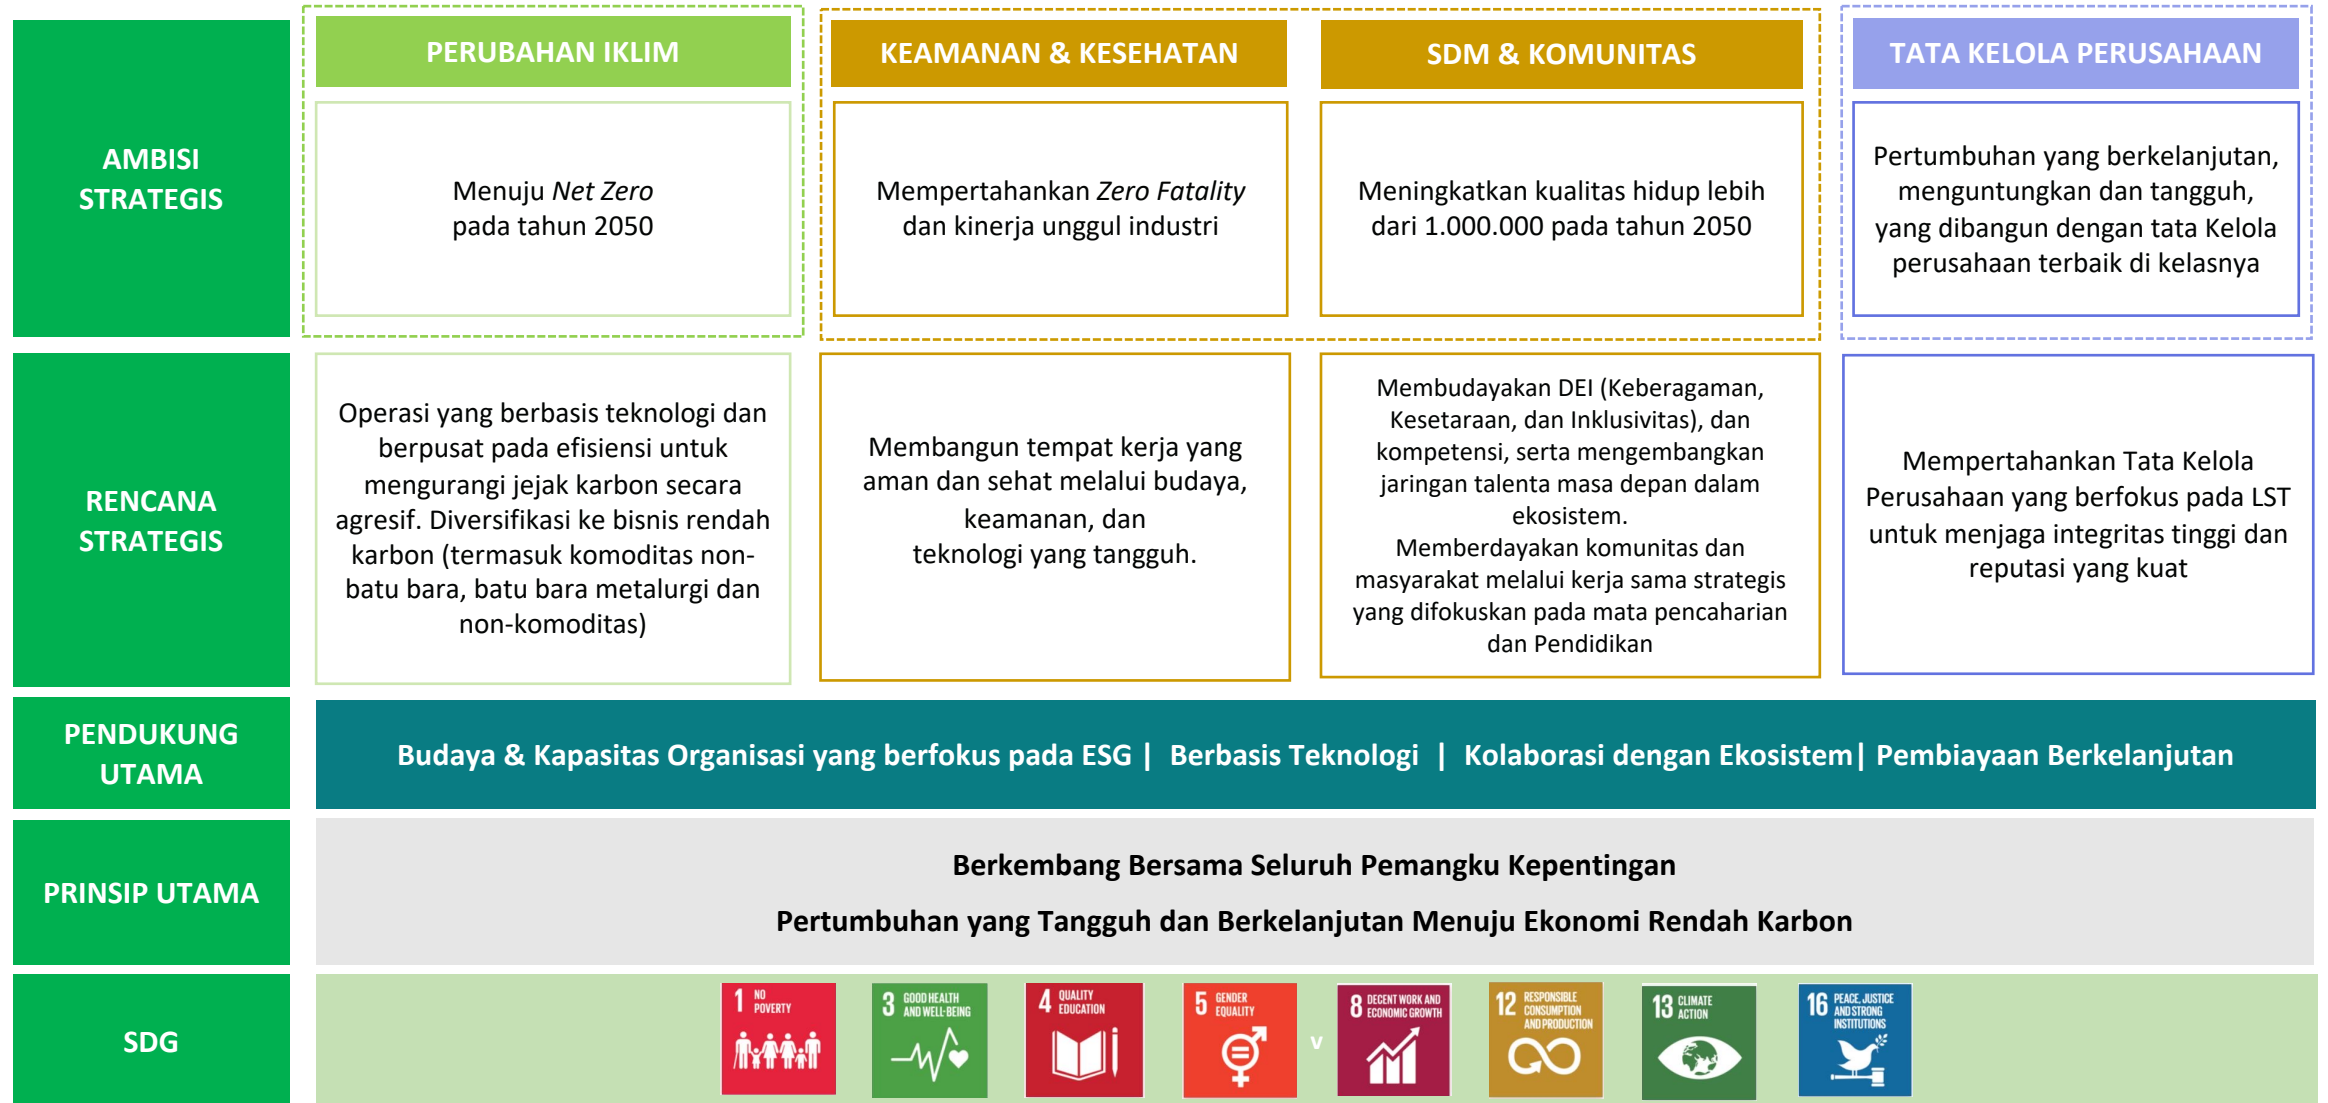 PERUBAHAN IKLIM
KEAMANAN & KESEHATAN
SDM & KOMUNITAS
TATA KELOLA PERUSAHAAN
AMBISI
STRATEGIS
Menuju Net Zero
pada tahun 2050
Mempertahankan Zero Fatality
dan kinerja unggul industri
Meningkatkan kualitas hidup lebih
dari 1.000.000 pada tahun 2050
Pertumbuhan yang berkelanjutan,
menguntungkan dan tangguh,
yang dibangun dengan tata Kelola
perusahaan terbaik di kelasnya
RENCANA
STRATEGIS
Operasi yang berbasis teknologi dan
berpusat pada efisiensi untuk
mengurangi jejak karbon secara
agresif. Diversifikasi ke bisnis rendah
karbon (termasuk komoditas non-
batu bara, batu bara metalurgi dan
non-komoditas)
Membangun tempat kerja yang
aman dan sehat melalui budaya,
keamanan, dan
teknologi yang tangguh.
Membudayakan DEI (Keberagaman,
Kesetaraan, dan Inklusivitas), dan
kompetensi, serta mengembangkan
jaringan talenta masa depan dalam
ekosistem.
Memberdayakan komunitas dan
masyarakat melalui kerja sama strategis
yang difokuskan pada mata pencaharian
dan Pendidikan
Mempertahankan Tata Kelola
Perusahaan yang berfokus pada LST
untuk menjaga integritas tinggi dan
reputasi yang kuat
PENDUKUNG
UTAMA
Budaya & Kapasitas Organisasi yang berfokus pada ESG | Berbasis Teknologi | Kolaborasi dengan Ekosistem| Pembiayaan Berkelanjutan
PRINSIP UTAMA
Berkembang Bersama Seluruh Pemangku Kepentingan
Pertumbuhan yang Tangguh dan Berkelanjutan Menuju Ekonomi Rendah Karbon
SDG
1 NO
POVERTY
3 GOOD HEALTH
AND WELL-BEING
4 QUALITY
EDUCATION
5 GENDER
EQUALITY
v
8 DECENT WORK AND
ECONOMIC GROWTH
12 RESPONSIBLE
CONSUMPTION
AND PRODUCTION
13 CLIMATE
ACTION
16 PEACE, JUSTICE
AND STRONG
INSTITUTIONS